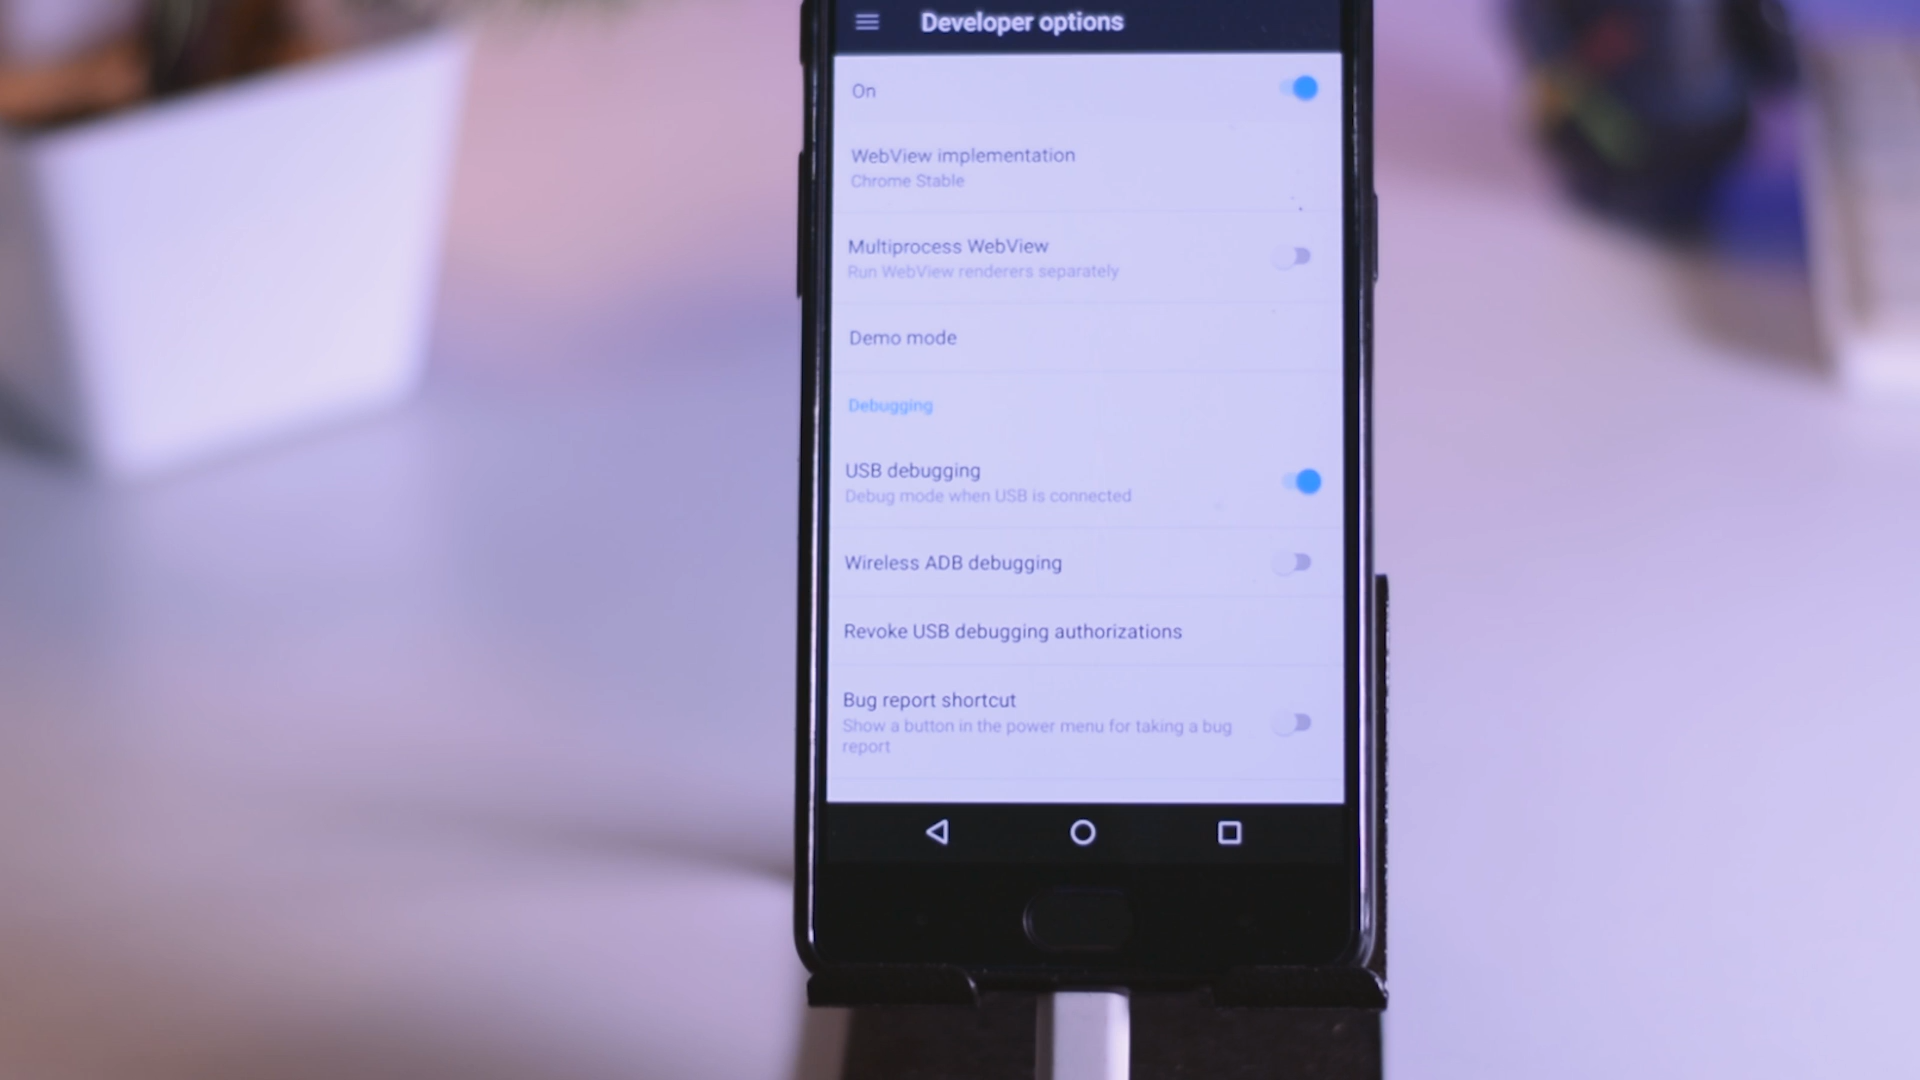 Developer options
On
WebView implementation
Chrome Stable
Multiprocess WebView
Run WebView renderers separately
Demo mode
Debugging
USB debugging
Debug mode when USB is connected
Wireless ADB debugging
Revoke USB debugging authorizations
Bug report shortcut
Show a button in the power menu for taking a bug
report